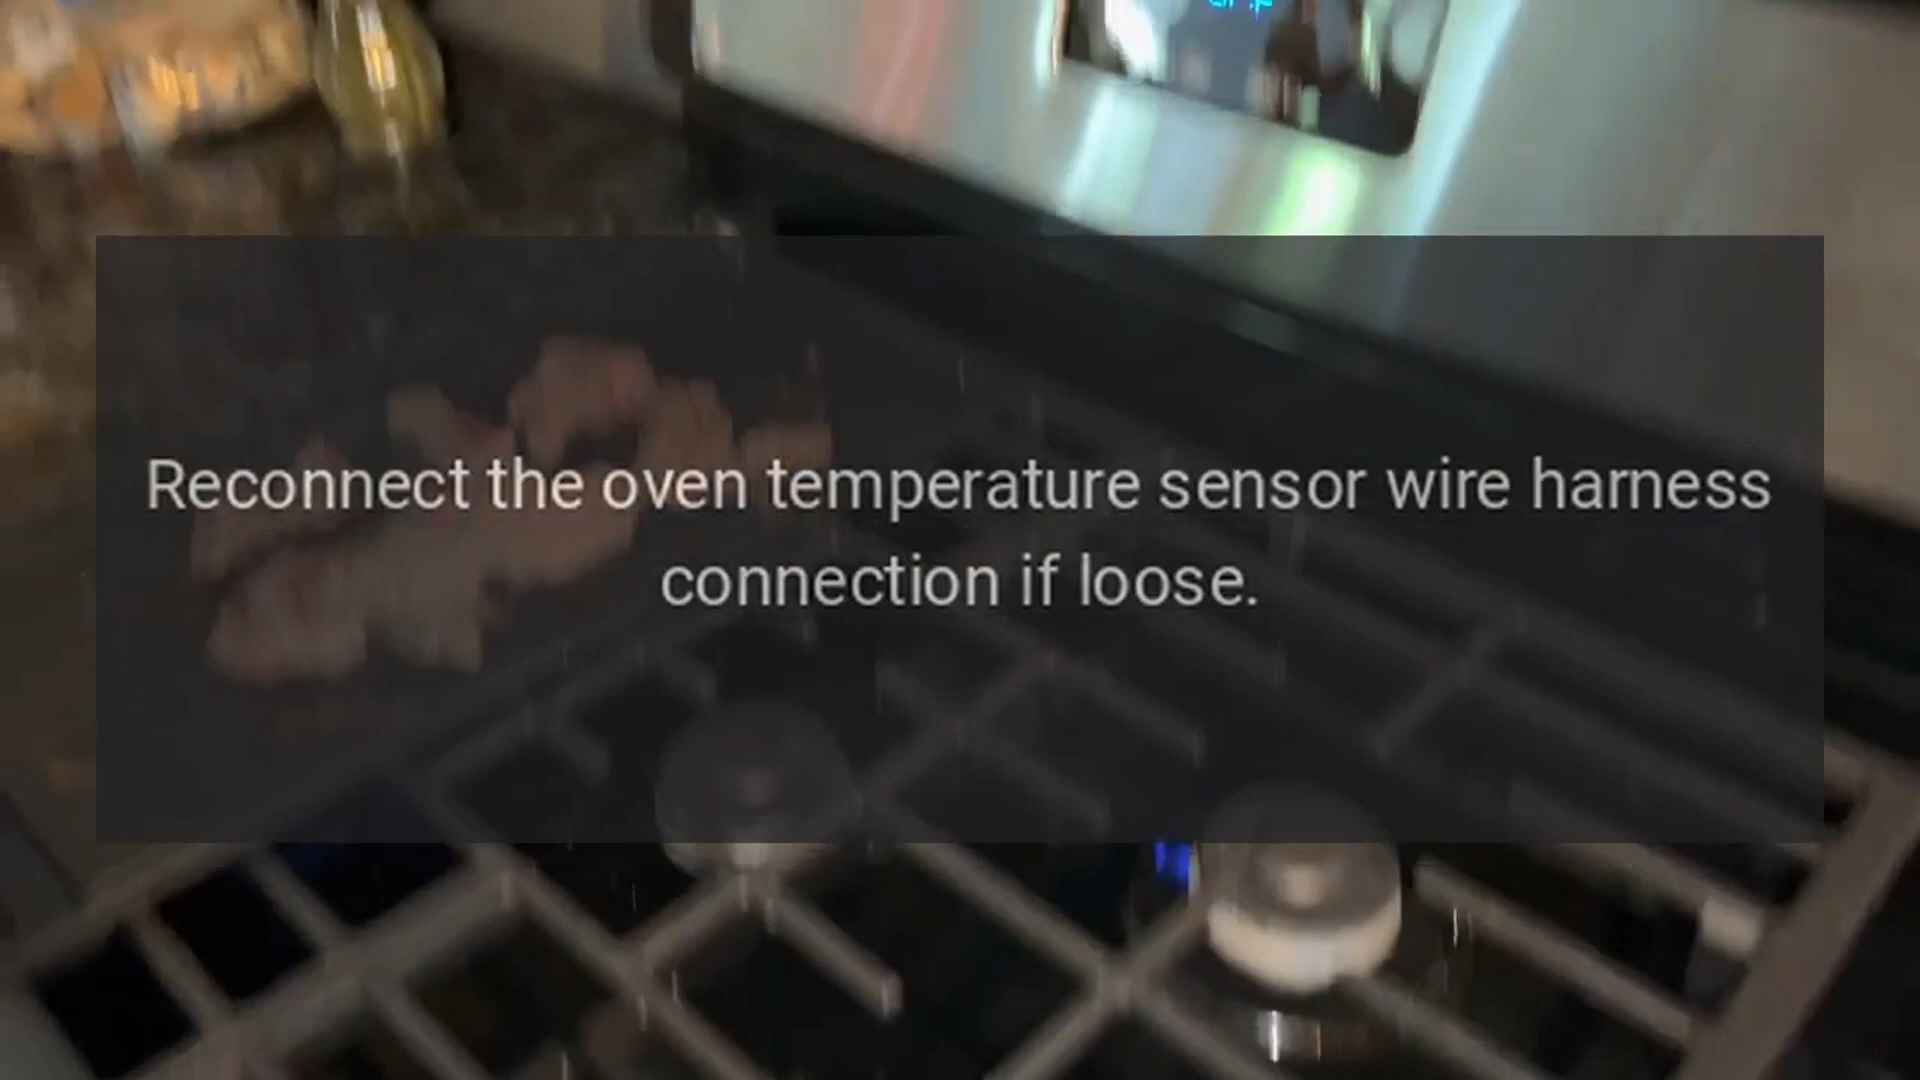 Reconnect the oven temperature sensor wire harness
connection if loose.